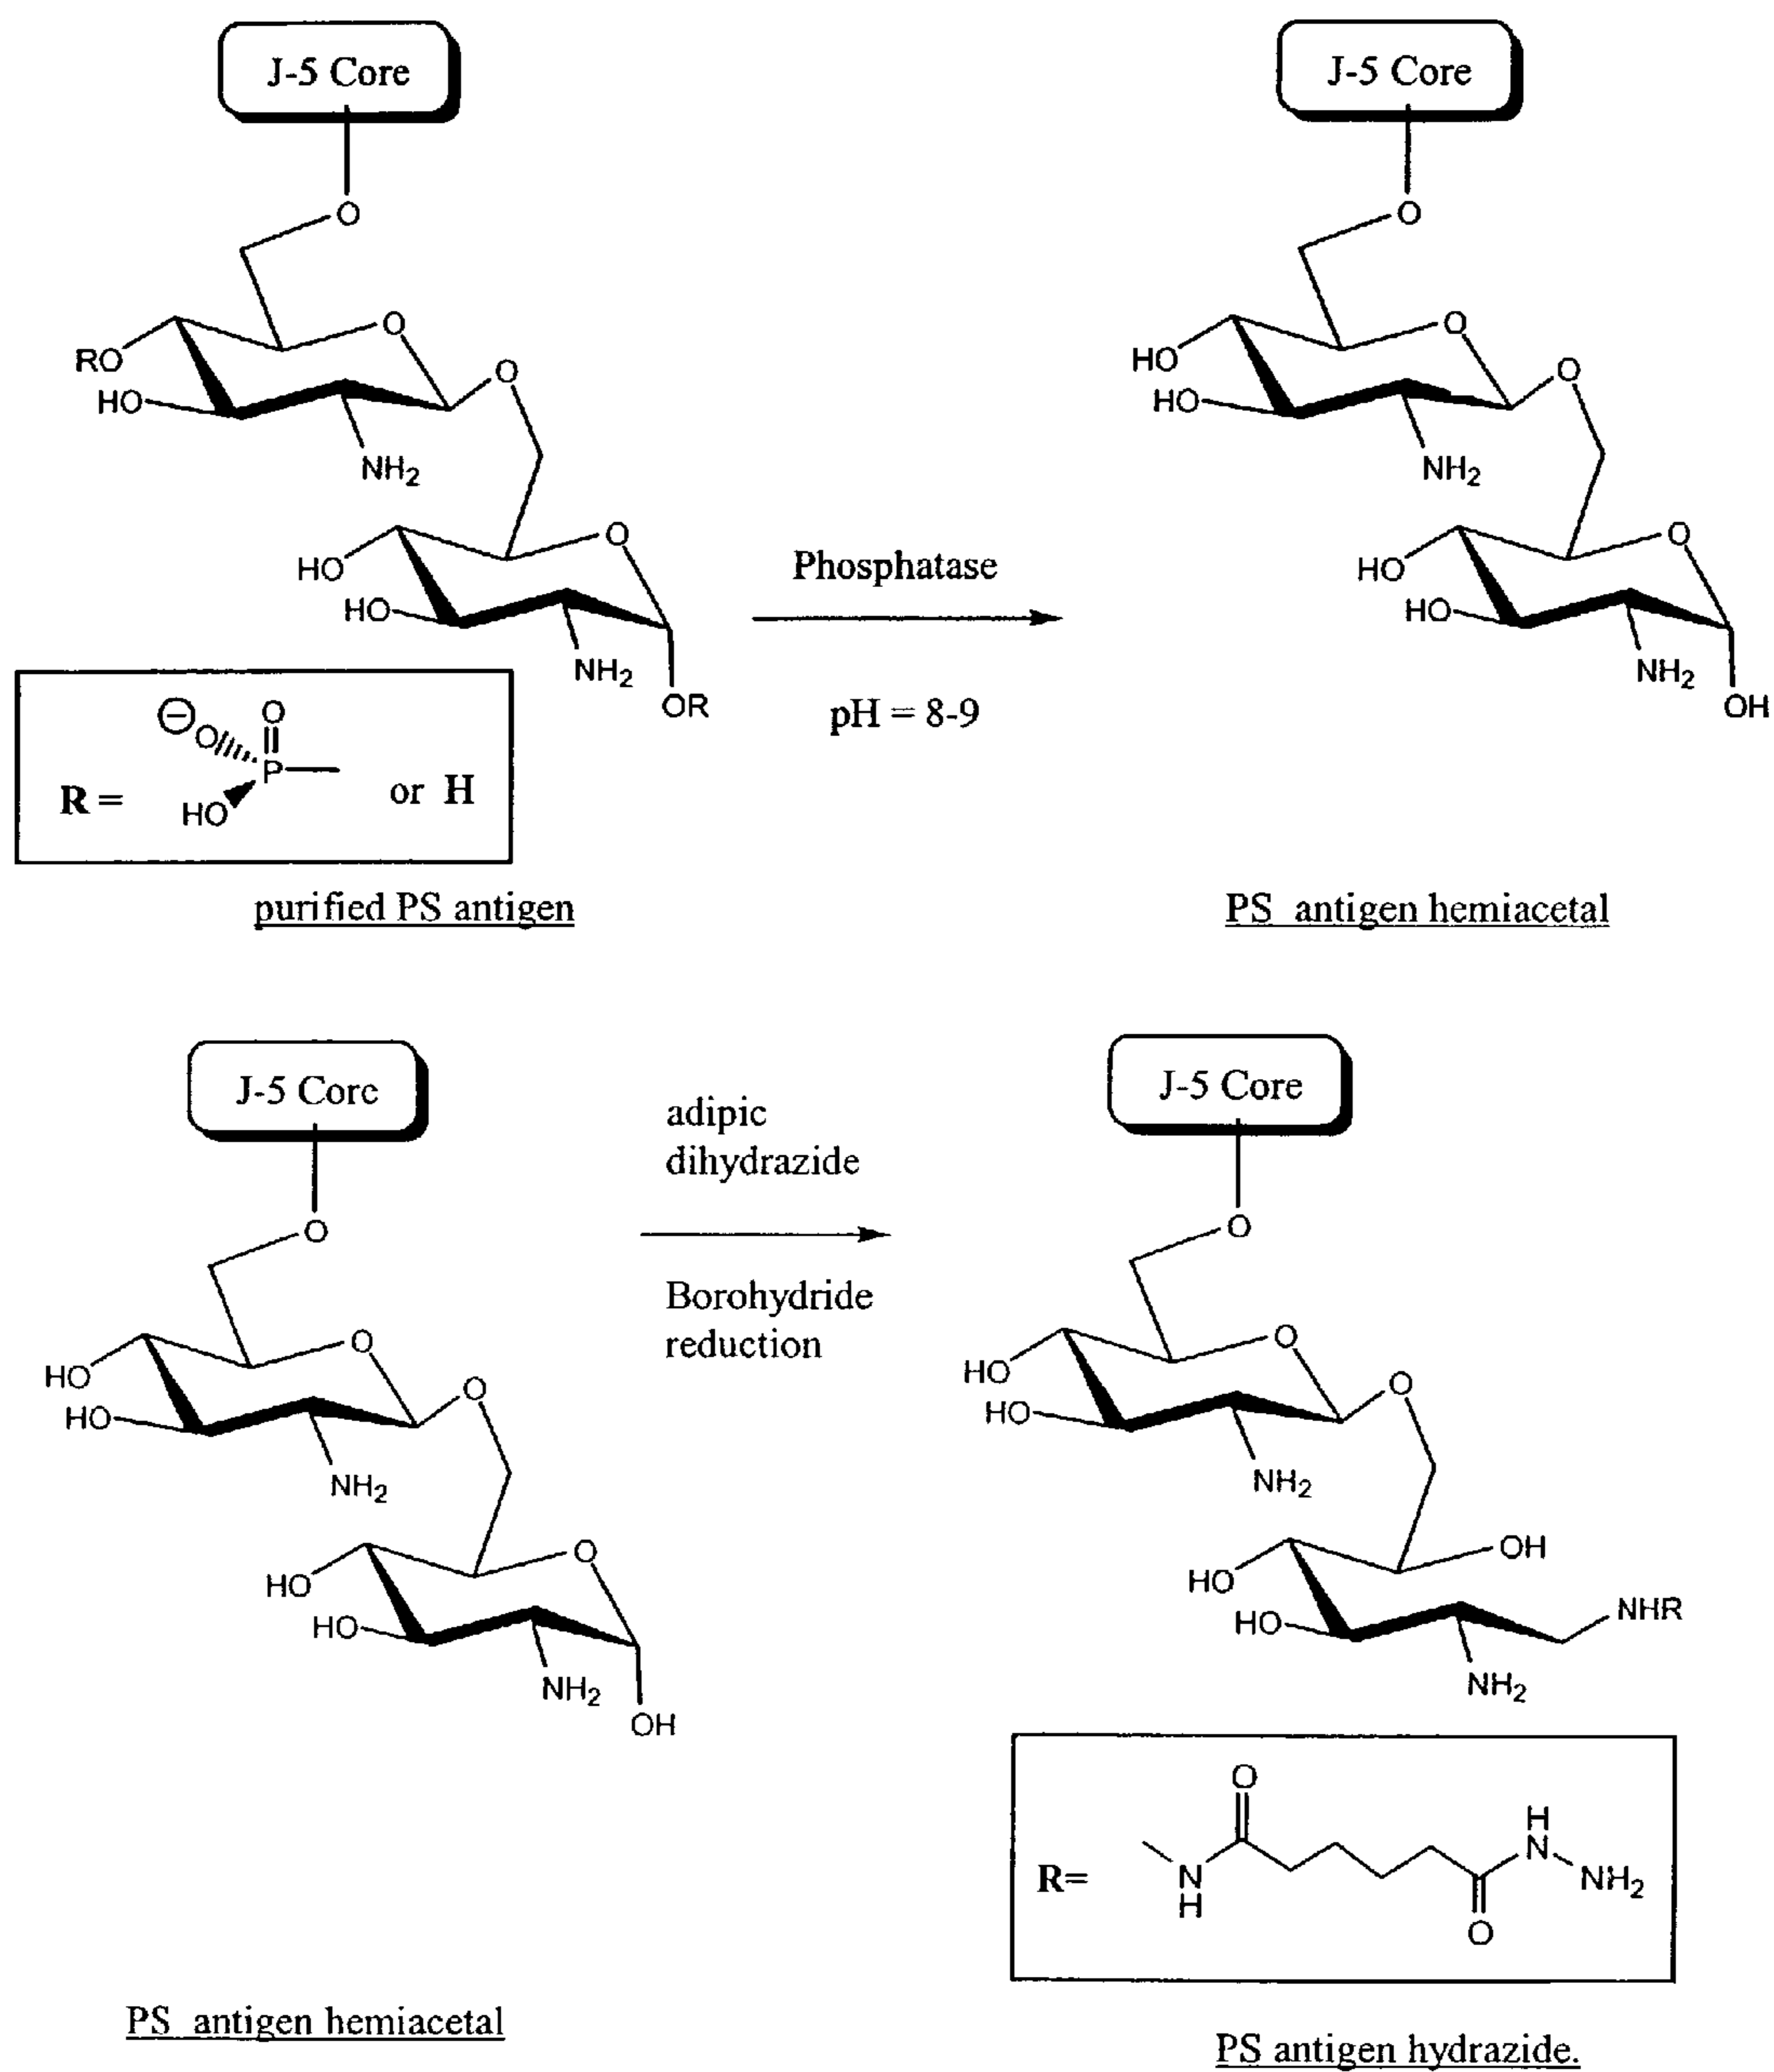 J-5 Core
J-5 Core
O
O
O
O
RO
O
HO
O
HO
HO
NH₂
NH₂
O
O
HO
Phosphatase
HO
HO
HO
NH₂
NH₂
OR
pH = 8-9
OH
R = ⊖O O P HO or H
purified PS antigen
PS antigen hemiacetal
J-5 Core
J-5 Core
adipic
dihydrazide
O
O
Borohydride
reduction
O
O
HO
O
HO
O
HO
HO
NH₂
NH₂
O
OH
HO
HO
HO
HO
NHR
NH₂
NH₂
OH
O
H
R= N N NH₂
H
O
PS antigen hemiacetal
PS antigen hydrazide.